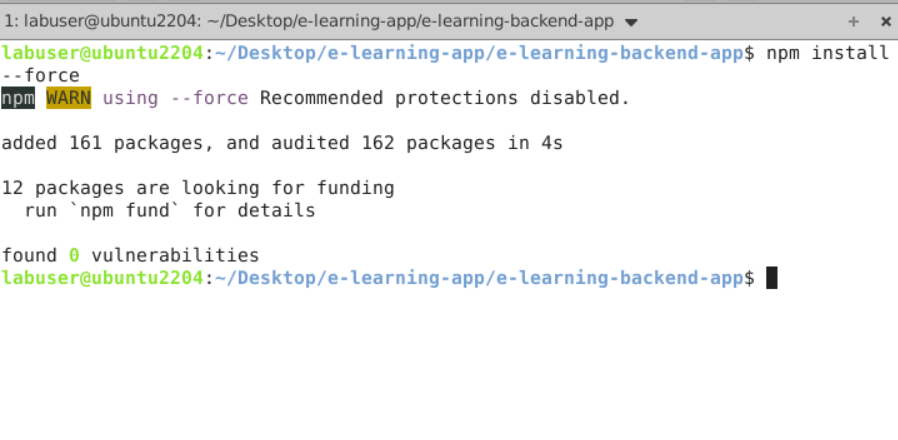 1: labuser@ubuntu2204: ~/Desktop/e-learning-app/e-learning-backend-app
labuser@ubuntu2204:~/Desktop/e-learning-app/e-learning-backend-app$ npm install
--force
npm WARN using --force Recommended protections disabled.
added 161 packages, and audited 162 packages in 4s
12 packages are looking for funding
  run `npm fund` for details
found 0 vulnerabilities
labuser@ubuntu2204:~/Desktop/e-learning-app/e-learning-backend-app$